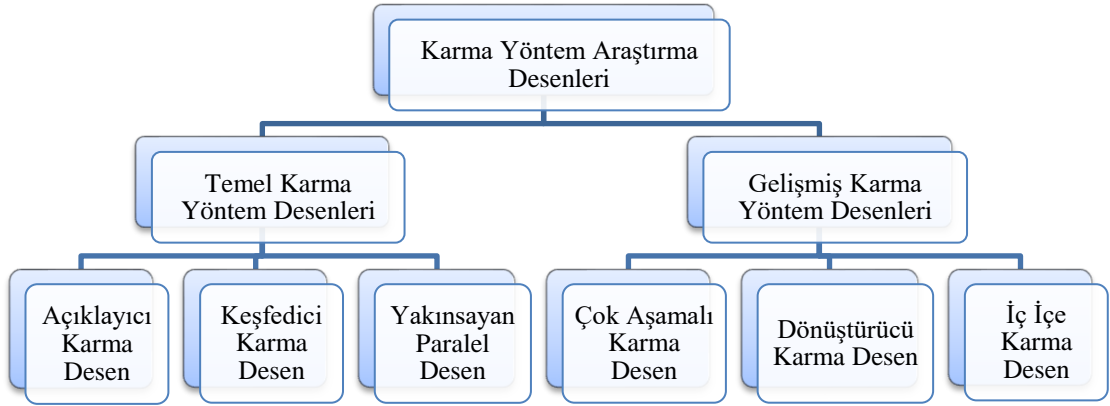 Karma Yöntem Araştırma
Desenleri
Temel Karma
Yöntem Desenleri
Gelişmiş Karma
Yöntem Desenleri
Açıklayıcı
Karma
Desen
Keşfedici
Karma
Desen
Yakınsayan
Paralel
Desen
Çok Aşamalı
Karma
Desen
Dönüştürücü
Karma Desen
İç İçe
Karma
Desen